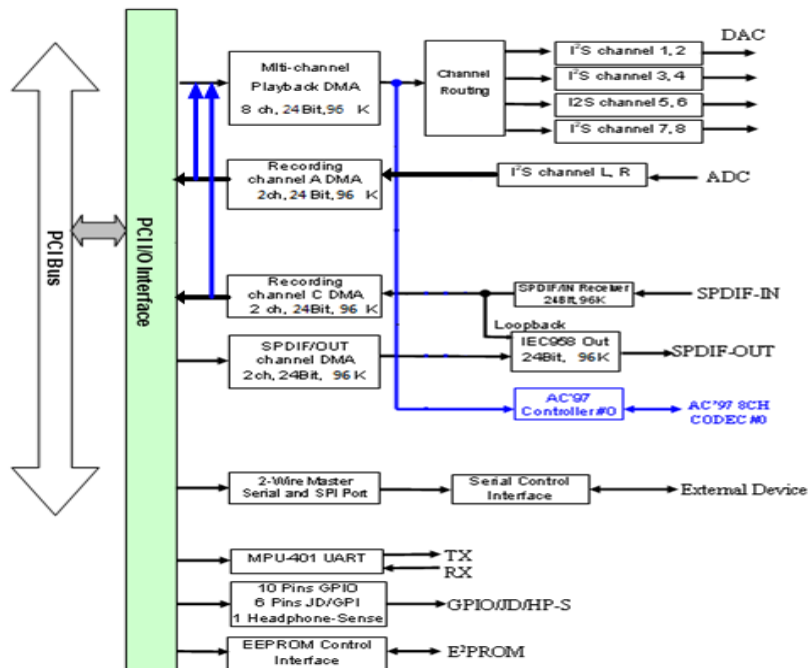 Mlti-channel
Playback DMA
8 ch, 24Bit,96 K
Channel
Routing
I²S channel 1, 2
I²S channel 3, 4
I2S channel 5, 6
I²S channel 7, 8
DAC
Recording
channel A DMA
2ch, 24 Bit, 96 K
I²S channel L, R
ADC
PCI Bus
PCI I/O Interface
Recording
channel C DMA
2 ch, 24Bit, 96 K
SPDIF/IN Receiver
24Bit, 96K
SPDIF-IN
Loopback
SPDIF/OUT
channel DMA
2ch, 24Bit, 96K
IEC958 Out
24Bit, 96K
SPDIF-OUT
AC'97
Controller#0
AC'97 8CH
CODEC #0
2-Wire Master
Serial and SPI Port
Serial Control
Interface
External Device
MPU-401 UART
TX
RX
10 Pins GPIO
6 Pins JD/GPI
1 Headphone-Sense
GPIO/JD/HP-S
EEPROM Control
Interface
E²PROM